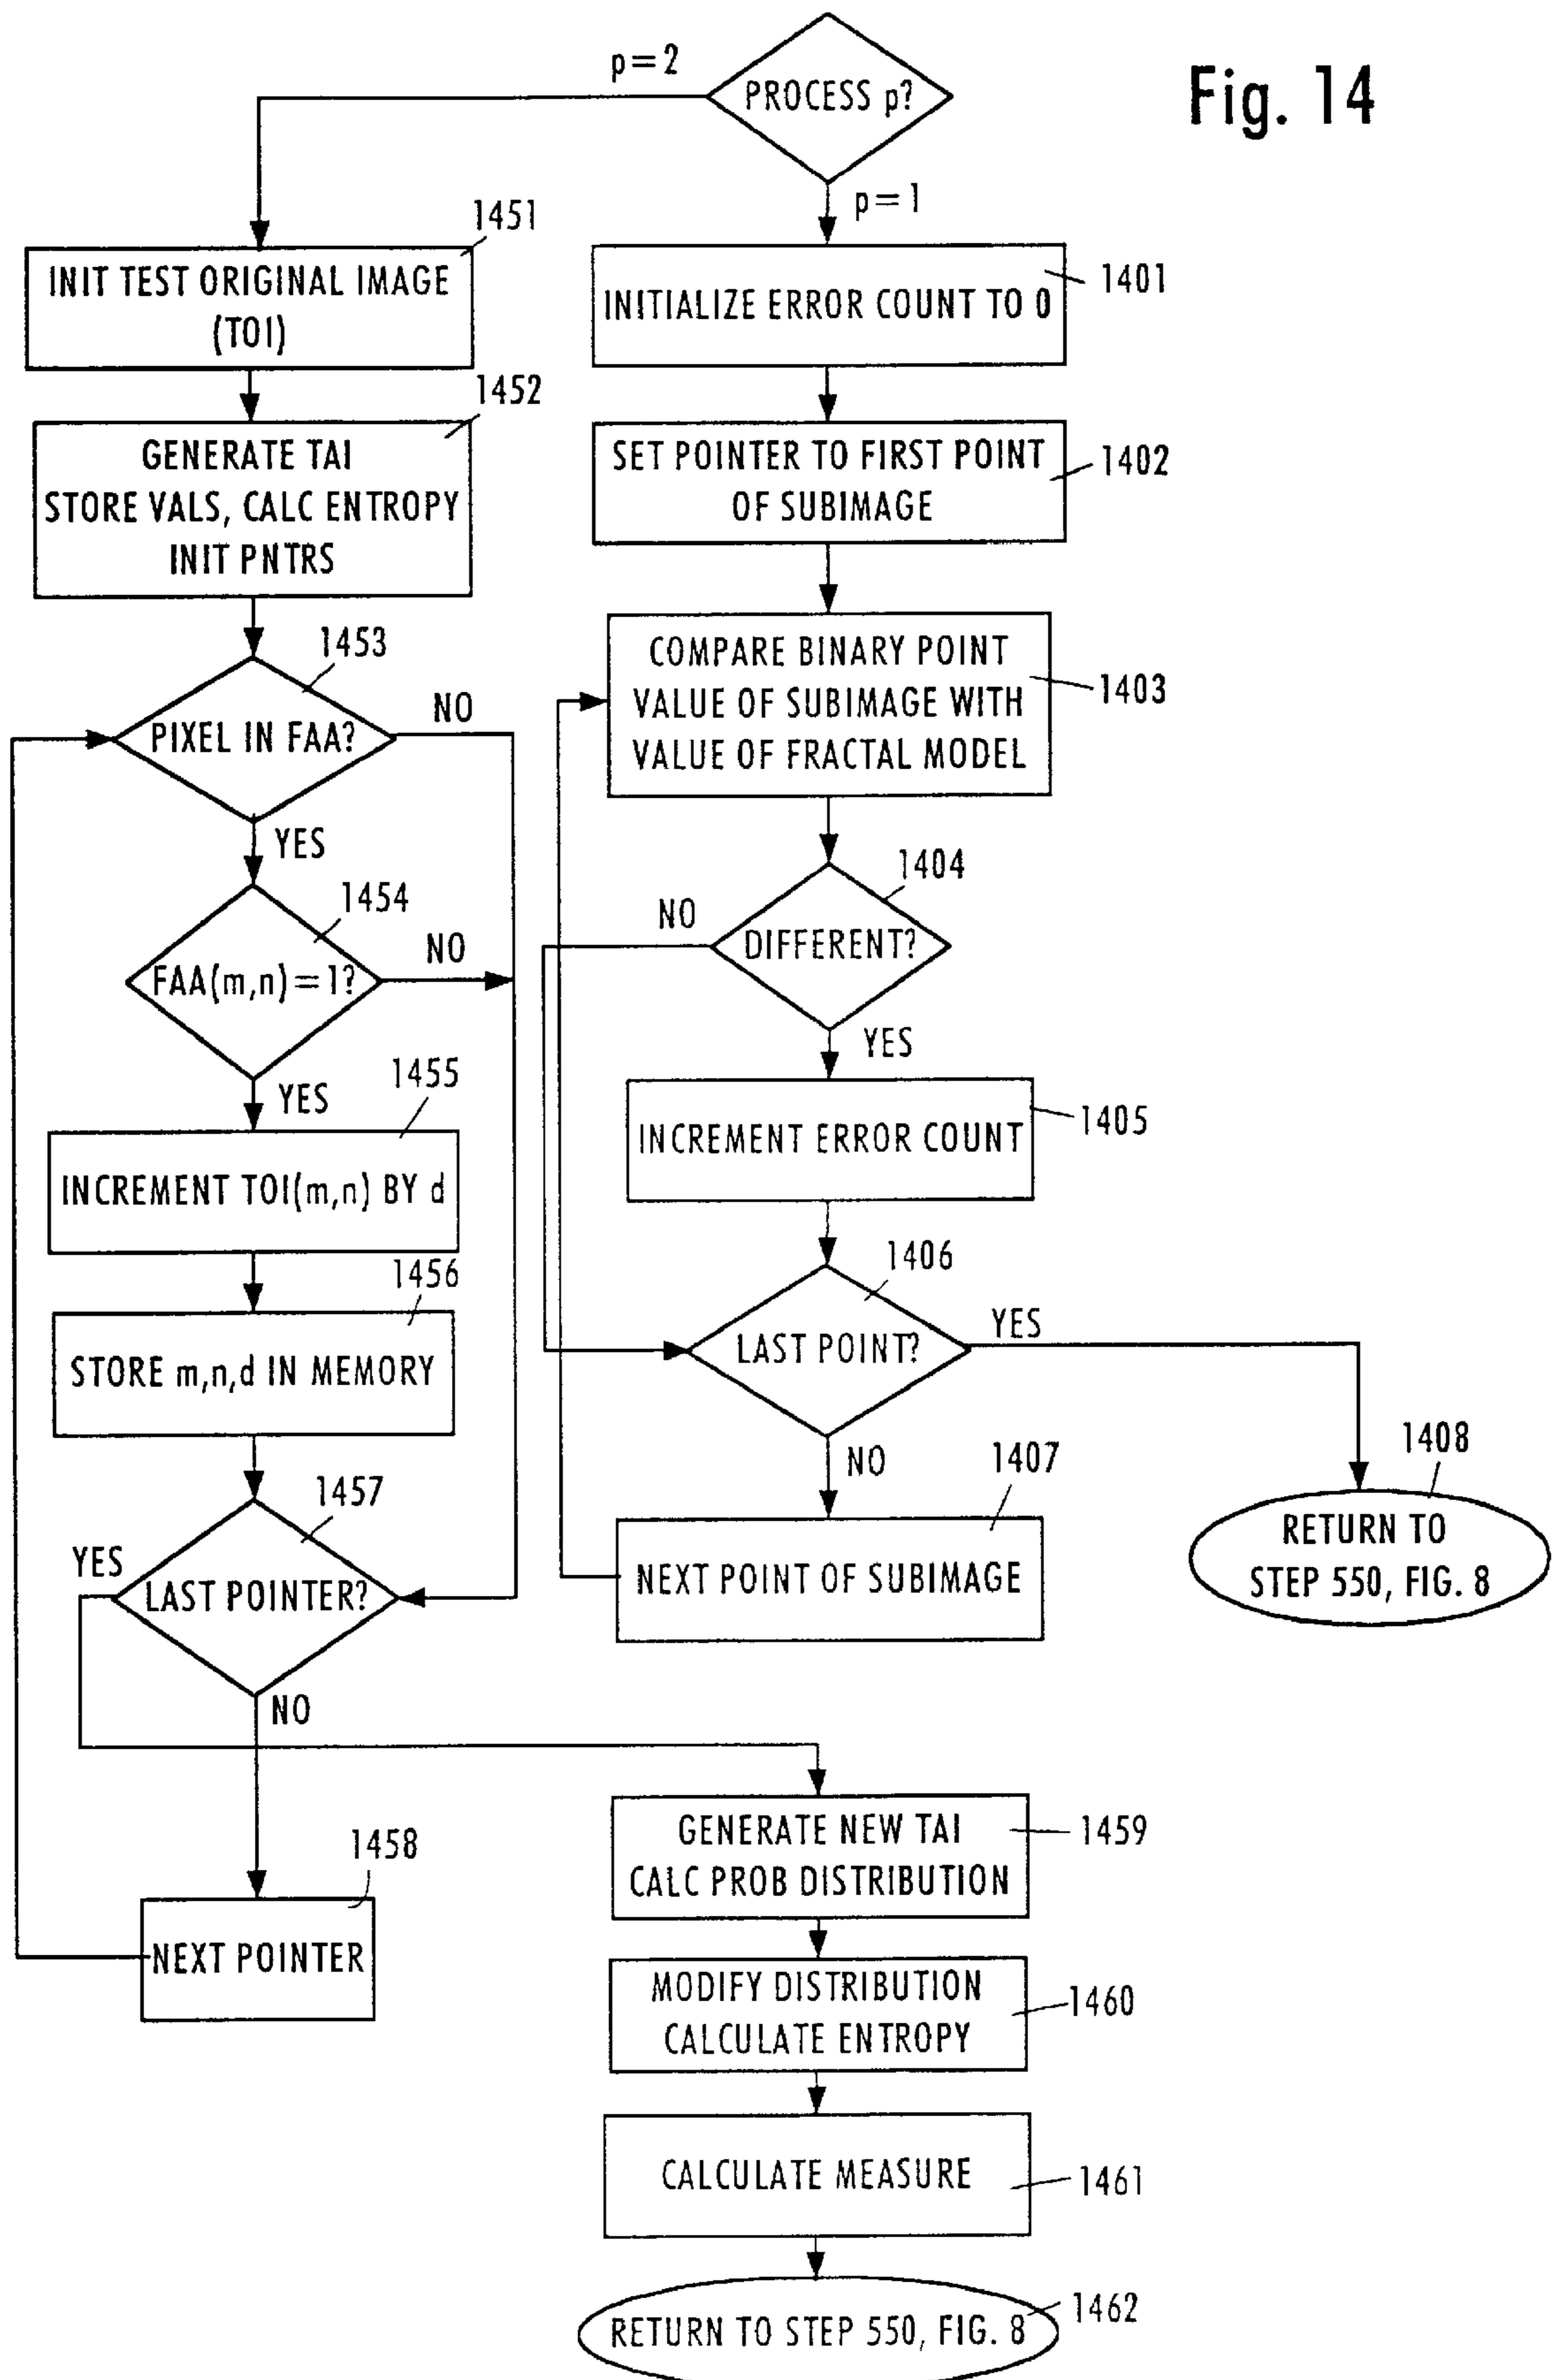 Fig. 14
PROCESS p?
p=2
p=1
1451
INIT TEST ORIGINAL IMAGE
(TOI)
1452
GENERATE TAI
STORE VALS, CALC ENTROPY
INIT PNTRS
1453
PIXEL IN FAA?
NO
YES
1454
FAA(m,n)=1?
NO
YES
1455
INCREMENT TOI(m,n) BY d
1456
STORE m,n,d IN MEMORY
1457
LAST POINTER?
YES
NO
1458
NEXT POINTER
1401
INITIALIZE ERROR COUNT TO 0
1402
SET POINTER TO FIRST POINT
OF SUBIMAGE
1403
COMPARE BINARY POINT
VALUE OF SUBIMAGE WITH
VALUE OF FRACTAL MODEL
1404
DIFFERENT?
NO
YES
1405
INCREMENT ERROR COUNT
1406
LAST POINT?
YES
NO
1407
NEXT POINT OF SUBIMAGE
1408
RETURN TO
STEP 550, FIG. 8
1459
GENERATE NEW TAI
CALC PROB DISTRIBUTION
1460
MODIFY DISTRIBUTION
CALCULATE ENTROPY
1461
CALCULATE MEASURE
1462
RETURN TO STEP 550, FIG. 8